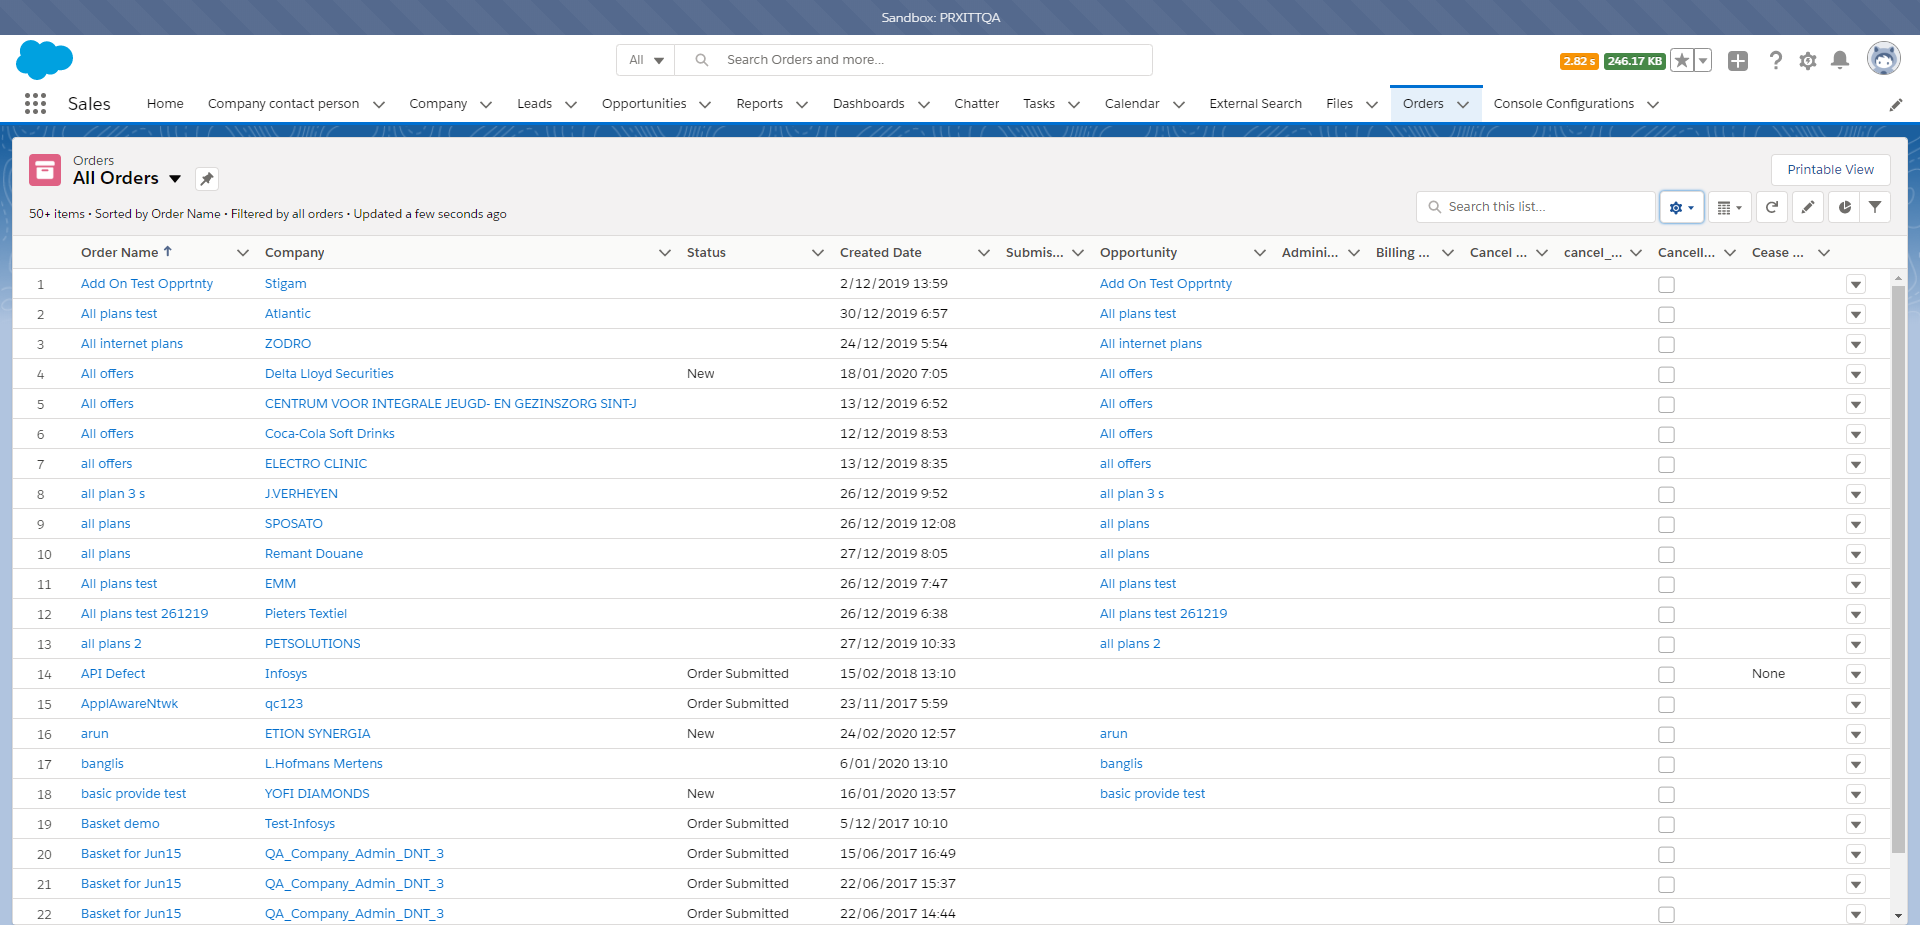 Sandbox: PRXITTQA
All Search Orders and more... 2.82 s 246.17 KB
Sales Home Company contact person Company Leads Opportunities Reports Dashboards Chatter Tasks Calendar External Search Files Orders Console Configurations
Orders
All Orders
Printable View
50+ items • Sorted by Order Name • Filtered by all orders • Updated a few seconds ago Search this list...
Order Name Company Status Created Date Submis... Opportunity Admini... Billing ... Cancel ... cancel_... Cancell... Cease ...
1 Add On Test Opprtnty Stigam 2/12/2019 13:59 Add On Test Opprtnty
2 All plans test Atlantic 30/12/2019 6:57 All plans test
3 All internet plans ZODRO 24/12/2019 5:54 All internet plans
4 All offers Delta Lloyd Securities New 18/01/2020 7:05 All offers
5 All offers CENTRUM VOOR INTEGRALE JEUGD- EN GEZINSZORG SINT-J 13/12/2019 6:52 All offers
6 All offers Coca-Cola Soft Drinks 12/12/2019 8:53 All offers
7 all offers ELECTRO CLINIC 13/12/2019 8:35 all offers
8 all plan 3 s J.VERHEYEN 26/12/2019 9:52 all plan 3 s
9 all plans SPOSATO 26/12/2019 12:08 all plans
10 all plans Remant Douane 27/12/2019 8:05 all plans
11 All plans test EMM 26/12/2019 7:47 All plans test
12 All plans test 261219 Pieters Textiel 26/12/2019 6:38 All plans test 261219
13 all plans 2 PETSOLUTIONS 27/12/2019 10:33 all plans 2
14 API Defect Infosys Order Submitted 15/02/2018 13:10 None
15 ApplAwareNtwk qc123 Order Submitted 23/11/2017 5:59
16 arun ETION SYNERGIA New 24/02/2020 12:57 arun
17 banglis L.Hofmans Mertens 6/01/2020 13:10 banglis
18 basic provide test YOFI DIAMONDS New 16/01/2020 13:57 basic provide test
19 Basket demo Test-Infosys Order Submitted 5/12/2017 10:10
20 Basket for Jun15 QA_Company_Admin_DNT_3 Order Submitted 15/06/2017 16:49
21 Basket for Jun15 QA_Company_Admin_DNT_3 Order Submitted 22/06/2017 15:37
22 Basket for Jun15 QA_Company_Admin_DNT_3 Order Submitted 22/06/2017 14:44